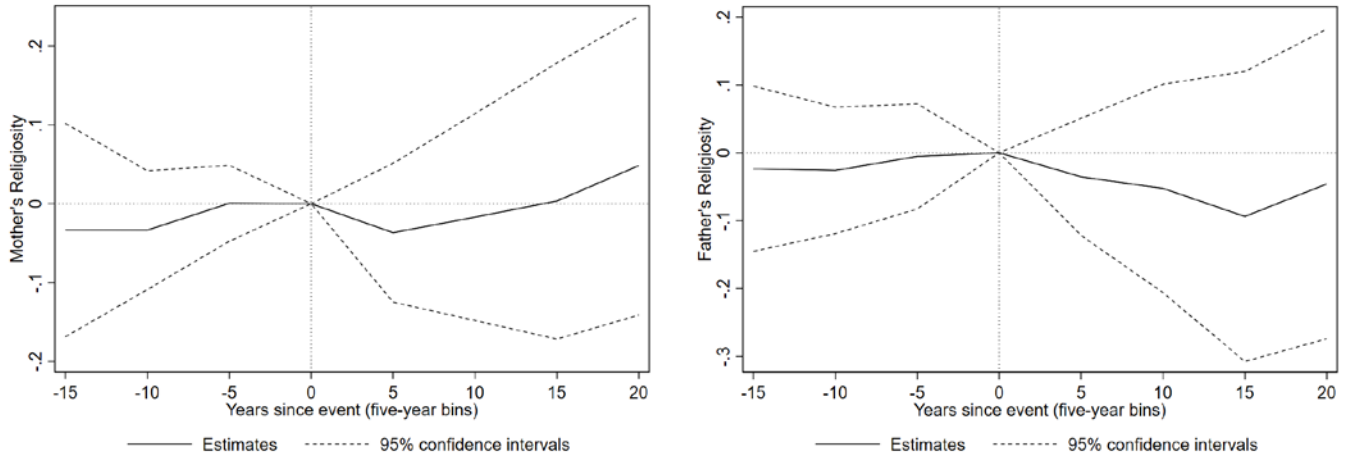 Mother's Religiosity
.2
.1
0
-.1
-.2
-15 -10 -5 0 5 10 15 20
Years since event (five-year bins)
Estimates 95% confidence intervals
Father's Religiosity
.2
.1
0
-.1
-.2
-.3
-15 -10 -5 0 5 10 15 20
Years since event (five-year bins)
Estimates 95% confidence intervals